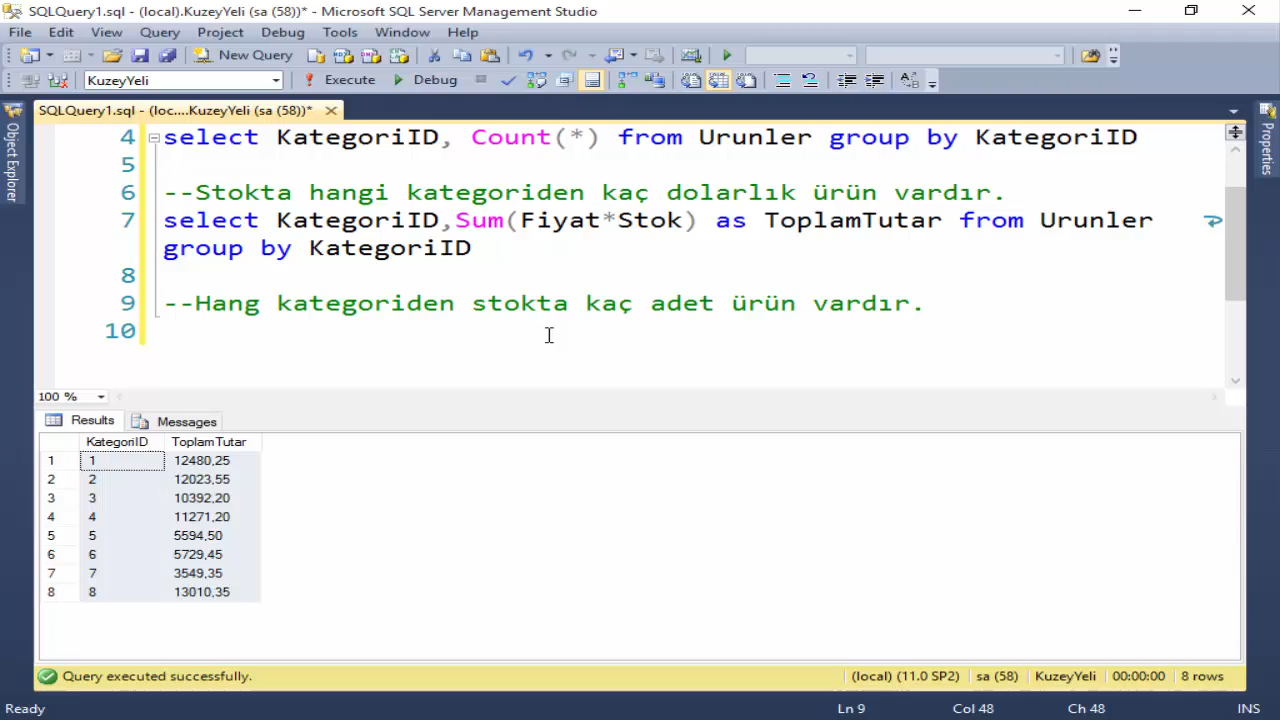 SQLQuery1.sql - (local).KuzeyYeli (sa (58))* - Microsoft SQL Server Management Studio
File Edit View Query Project Debug Tools Window Help
New Query
KuzeyYeli Execute Debug
SQLQuery1.sql - (loc....KuzeyYeli (sa (58))*
Object Explorer
Properties
4 select KategoriID, Count(*) from Urunler group by KategoriID
5
6 --Stokta hangi kategoriden kaç dolarlık ürün vardır.
7 select KategoriID,Sum(Fiyat*Stok) as ToplamTutar from Urunler
group by KategoriID
8
9 --Hang kategoriden stokta kaç adet ürün vardır.
10
100 %
Results Messages
KategoriID ToplamTutar
1 1 12480,25
2 2 12023,55
3 3 10392,20
4 4 11271,20
5 5 5594,50
6 6 5729,45
7 7 3549,35
8 8 13010,35
Query executed successfully. (local) (11.0 SP2) sa (58) KuzeyYeli 00:00:00 8 rows
Ready Ln 9 Col 48 Ch 48 INS